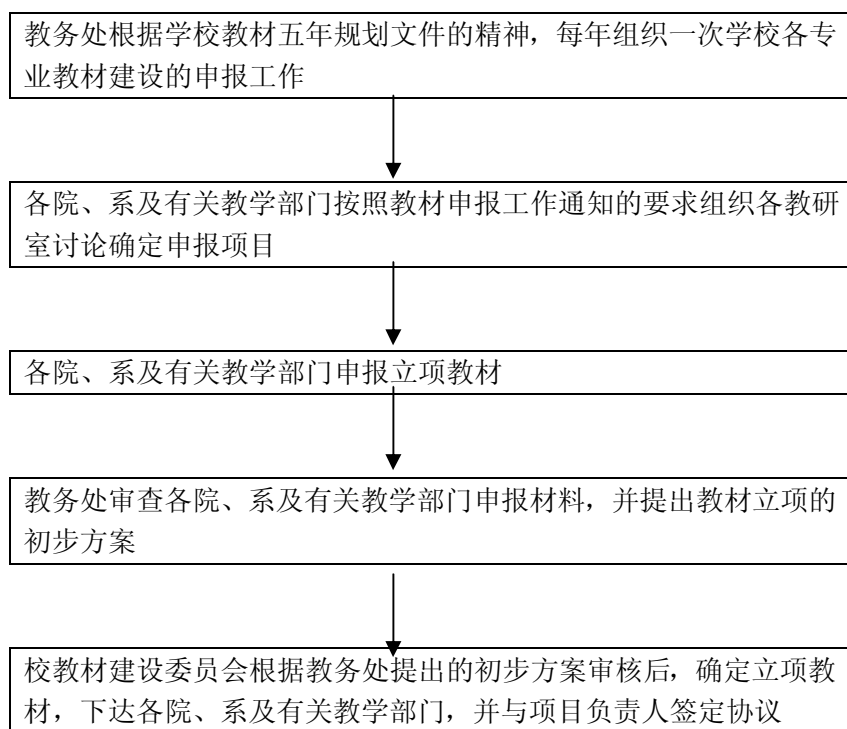 教务处根据学校教材五年规划文件的精神，每年组织一次学校各专
业教材建设的申报工作
各院、系及有关教学部门按照教材申报工作通知的要求组织各教研
室讨论确定申报项目
各院、系及有关教学部门申报立项教材
教务处审查各院、系及有关教学部门申报材料，并提出教材立项的
初步方案
校教材建设委员会根据教务处提出的初步方案审核后，确定立项教
材，下达各院、系及有关教学部门，并与项目负责人签定协议